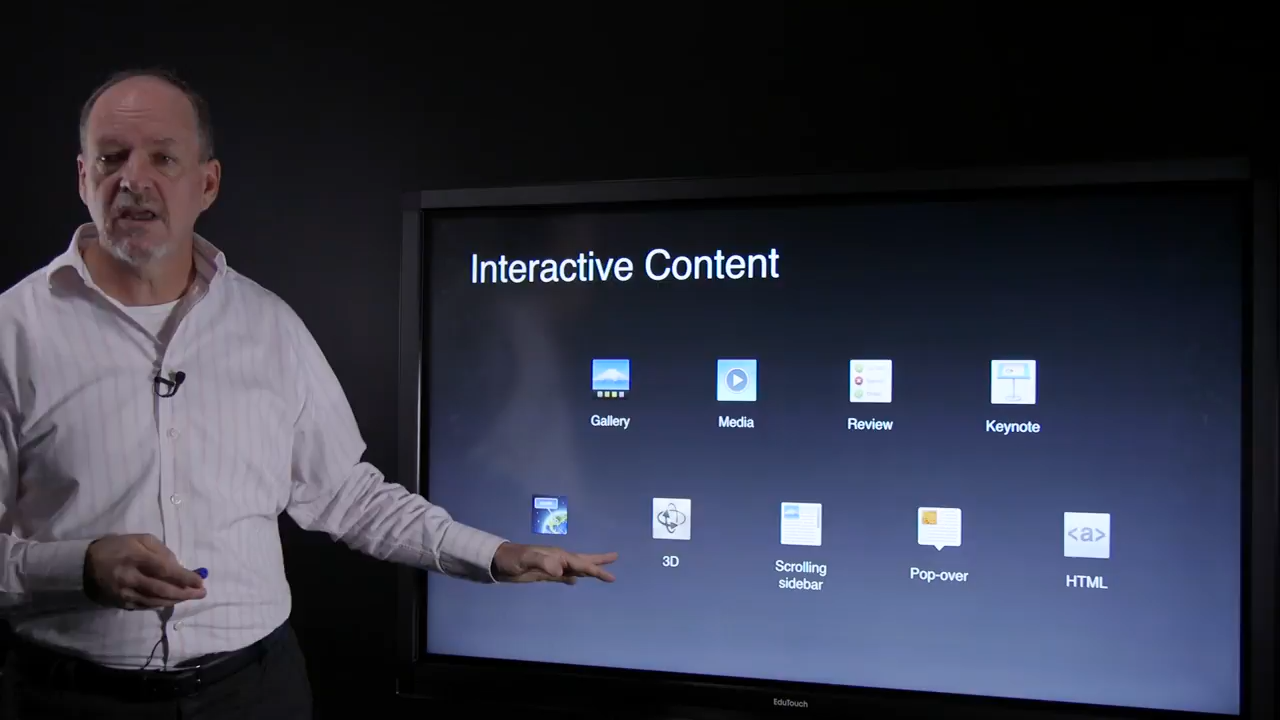 Interactive Content
Gallery
Media
Review
Keynote
3D
Scrolling
sidebar
Pop-over
HTML
<a>
EduTouch